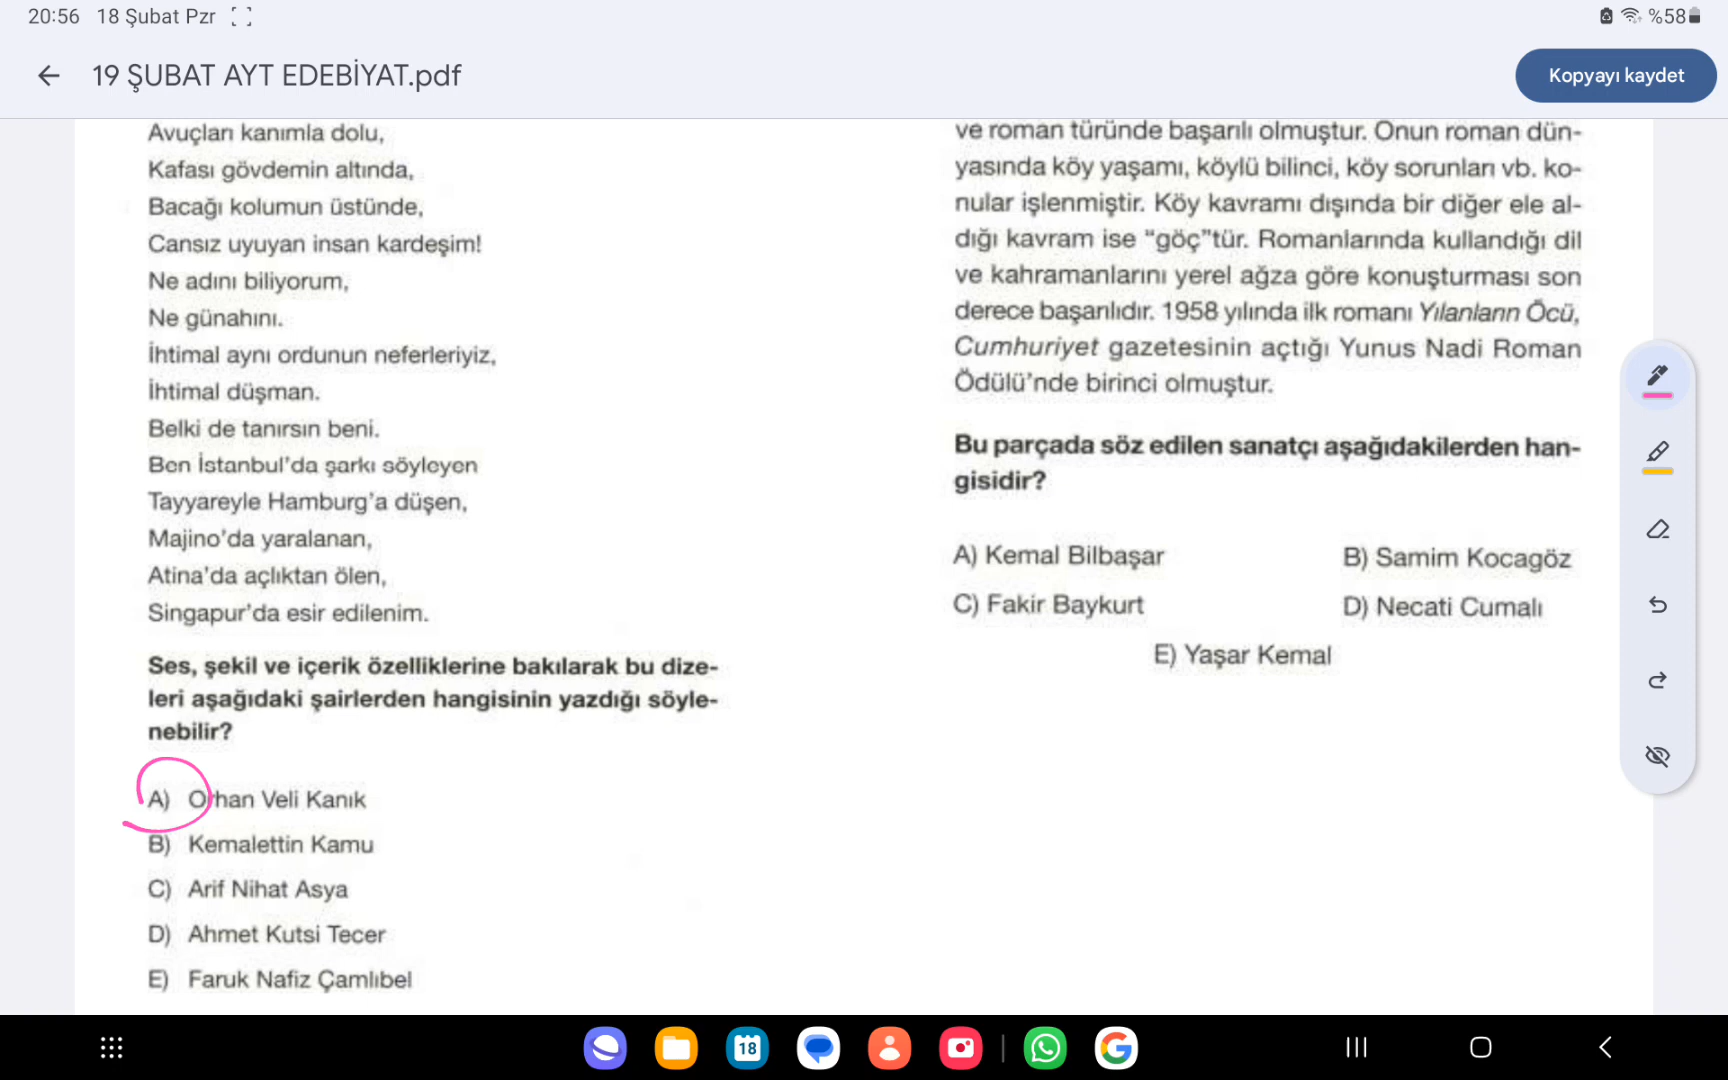 20:56 18 Şubat Pzr
%58
19 ŞUBAT AYT EDEBİYAT.pdf
Kopyayı kaydet
Avuçları kanımla dolu,
Kafası gövdemin altında,
Bacağı kolumun üstünde,
Cansız uyuyan insan kardeşim!
Ne adını biliyorum,
Ne günahını.
İhtimal aynı ordunun neferleriyiz,
İhtimal düşman.
Belki de tanırsın beni.
Ben İstanbul'da şarkı söyleyen
Tayyareyle Hamburg'a düşen,
Majino'da yaralanan,
Atina'da açlıktan ölen,
Singapur'da esir edilenim.
Ses, şekil ve içerik özelliklerine bakılarak bu dize-
leri aşağıdaki şairlerden hangisinin yazdığı söyle-
nebilir?
A) Orhan Veli Kanık
B) Kemalettin Kamu
C) Arif Nihat Asya
D) Ahmet Kutsi Tecer
E) Faruk Nafiz Çamlıbel
ve roman türünde başarılı olmuştur. Onun roman dün-
yasında köy yaşamı, köylü bilinci, köy sorunları vb. ko-
nular işlenmiştir. Köy kavramı dışında bir diğer ele al-
dığı kavram ise “göç”tür. Romanlarında kullandığı dil
ve kahramanlarını yerel ağza göre konuşturması son
derece başarılıdır. 1958 yılında ilk romanı Yılanların Öcü,
Cumhuriyet gazetesinin açtığı Yunus Nadi Roman
Ödülü'nde birinci olmuştur.
Bu parçada söz edilen sanatçı aşağıdakilerden han-
gisidir?
A) Kemal Bilbaşar
B) Samim Kocagöz
C) Fakir Baykurt
D) Necati Cumalı
E) Yaşar Kemal
18